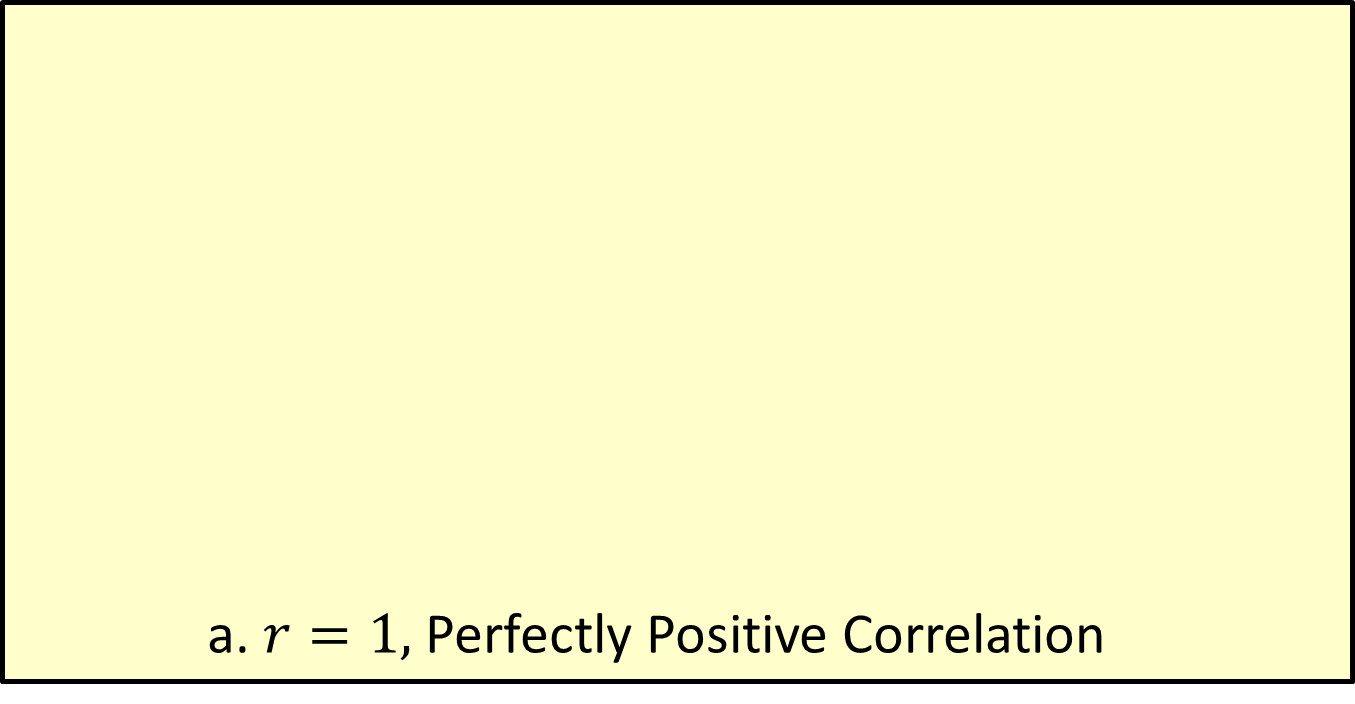 a. r = 1, Perfectly Positive Correlation